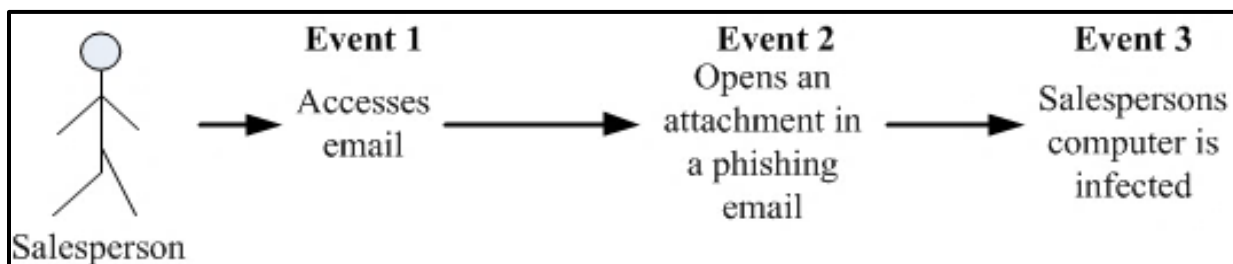 Event 1
Accesses
email
Event 2
Opens an
attachment in
a phishing
email
Event 3
Salespersons
computer is
infected
Salesperson